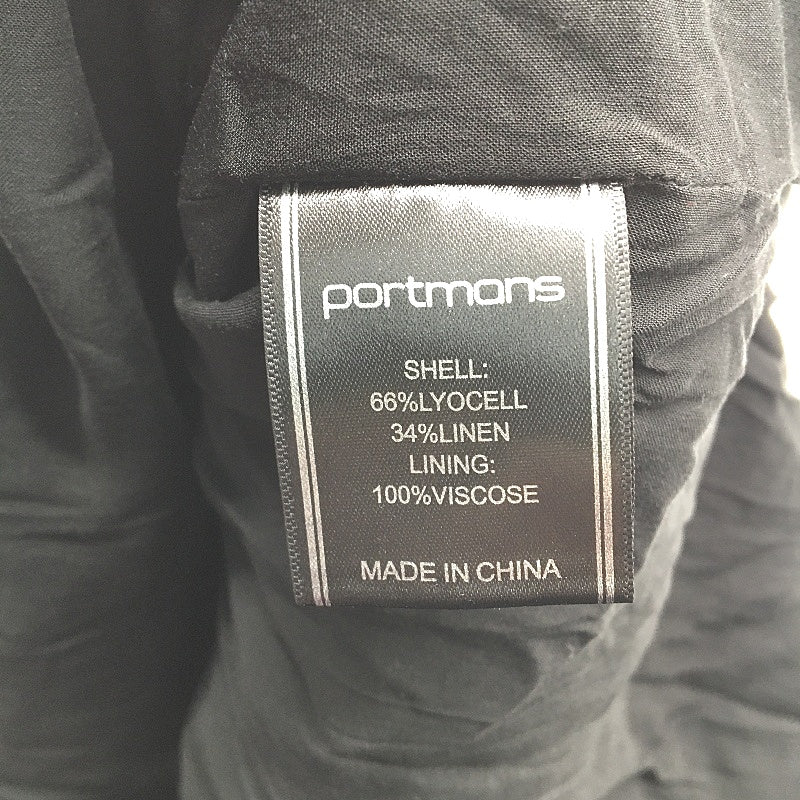 portmans
SHELL:
66%LYOCELL
34%LINEN
LINING:
100%VISCOSE
MADE IN CHINA